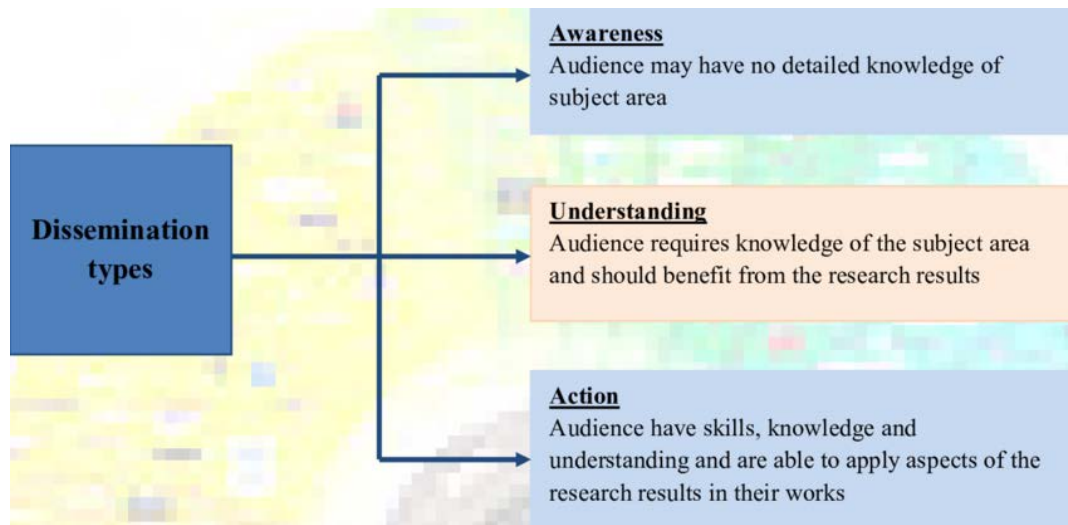 Awareness
Audience may have no detailed knowledge of
subject area
Dissemination
types
Understanding
Audience requires knowledge of the subject area
and should benefit from the research results
Action
Audience have skills, knowledge and
understanding and are able to apply aspects of the
research results in their works